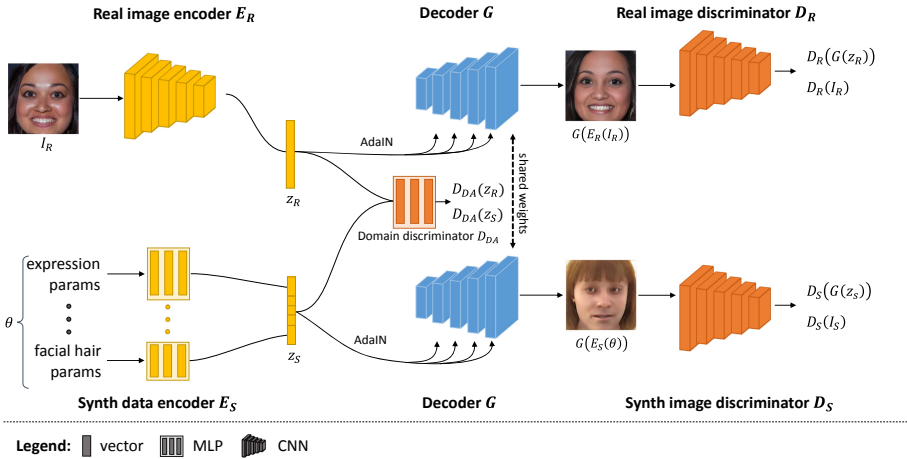 Real image encoder E_R
Decoder G
Real image discriminator D_R
D_R(G(z_R))
D_R(I_R)
I_R
G(E_R(I_R))
AdaIN
z_R
shared weights
D_DA(z_R)
D_DA(z_S)
Domain discriminator D_DA
expression
params
θ
facial hair
params
z_S
AdaIN
G(E_S(θ))
D_S(G(z_S))
D_S(I_S)
Synth data encoder E_S
Decoder G
Synth image discriminator D_S
Legend: vector MLP CNN